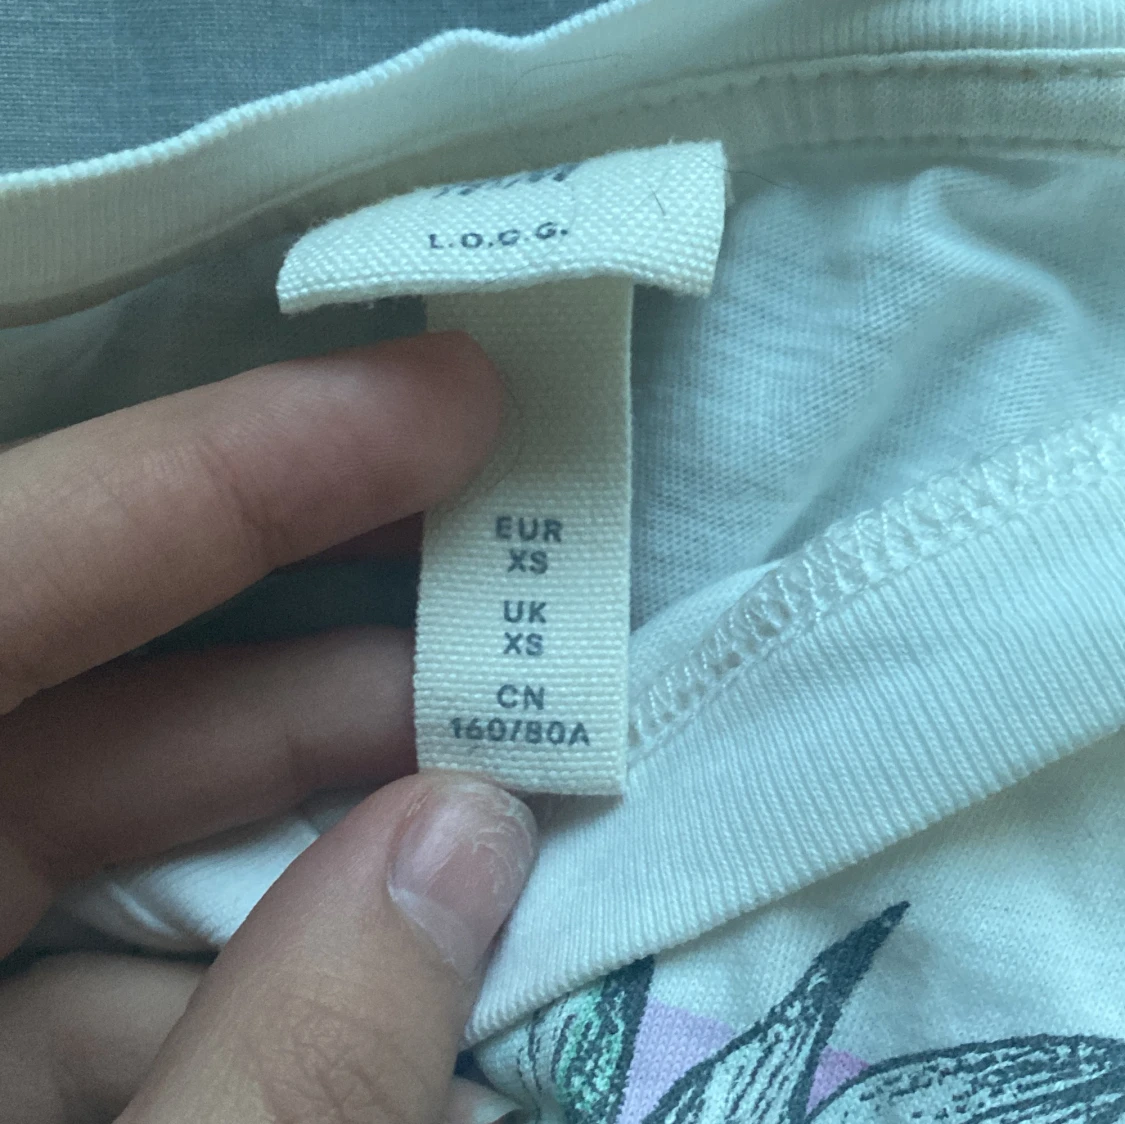 L.O.G.G.
EUR
XS
UK
XS
CN
160/80A